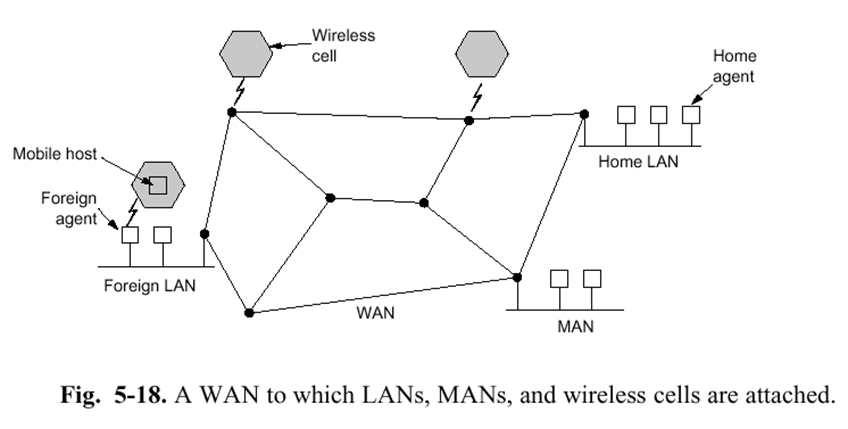 Wireless
cell
Home
agent
Mobile host
Home LAN
Foreign
agent
Foreign LAN
WAN
MAN
Fig. 5-18. A WAN to which LANs, MANs, and wireless cells are attached.